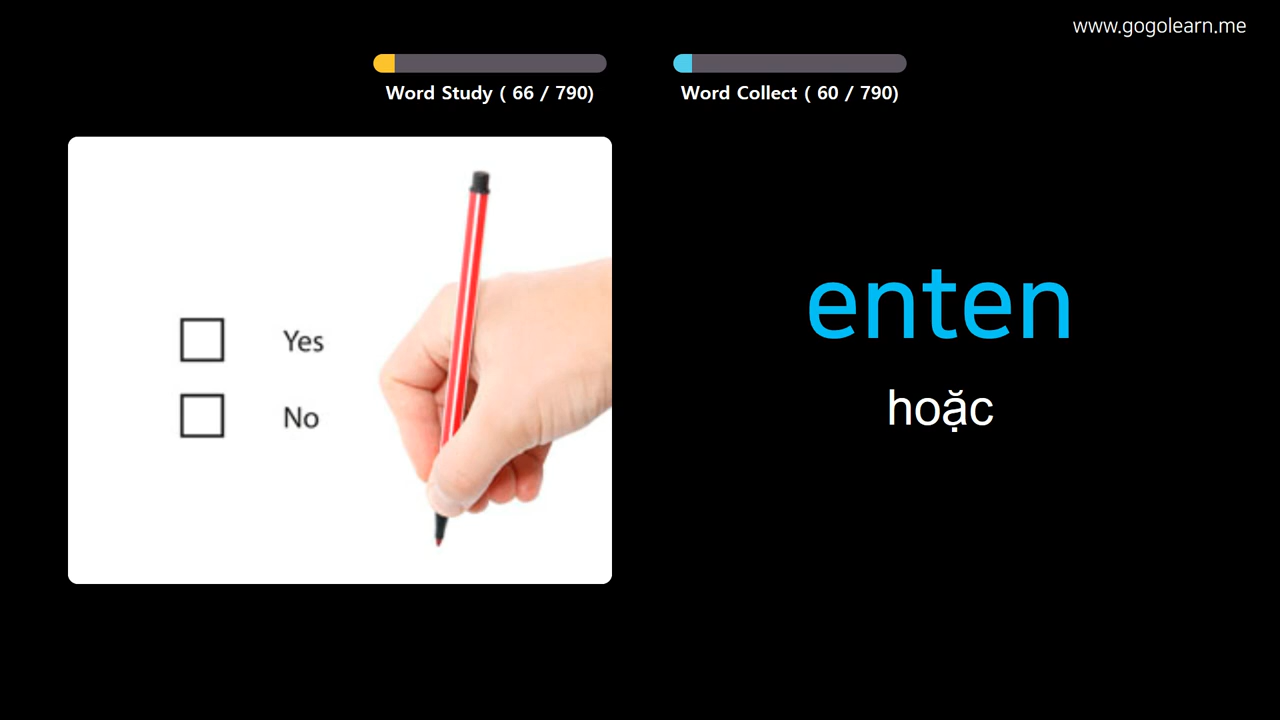 www.gogolearn.me
Word Study ( 66 / 790)
Word Collect ( 60 / 790)
Yes
No
enten
hoặc